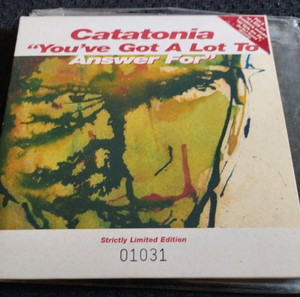 Catatonia
"You've Got A Lot To
Answer For"
Strictly Limited Edition
01031